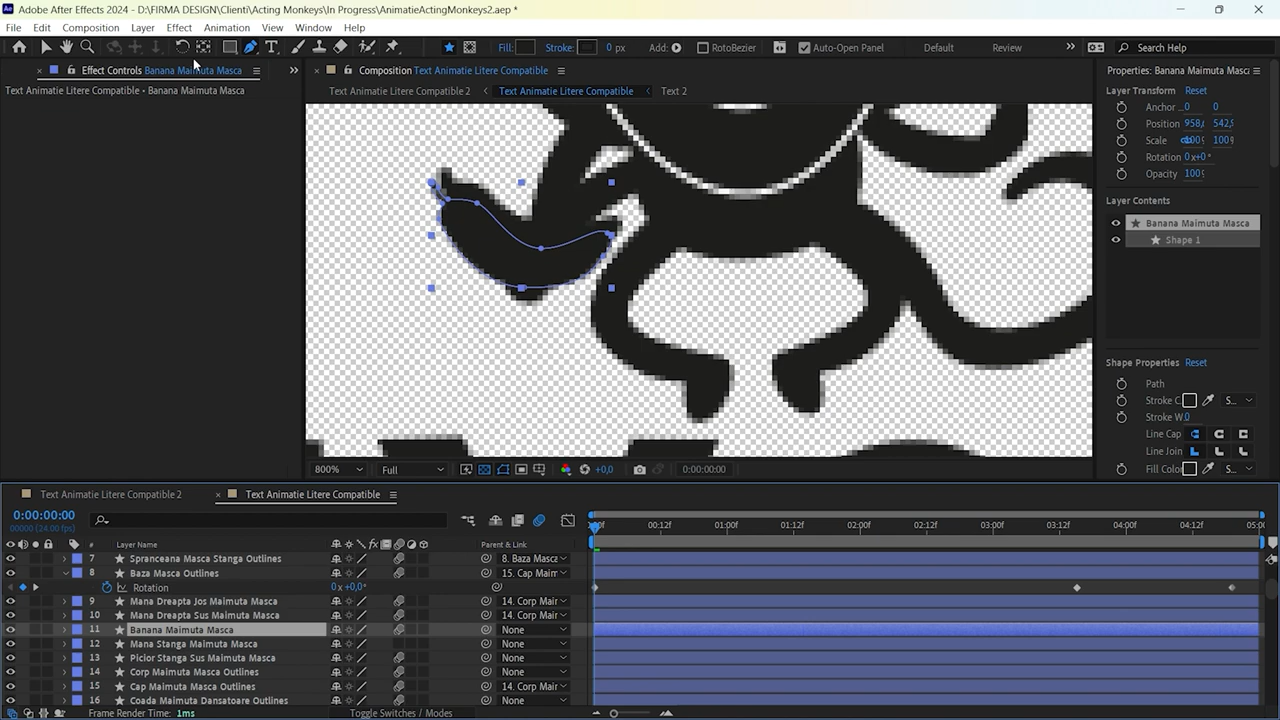 Adobe After Effects 2024 - D:\FIRMA DESIGN\Clienti\Acting Monkeys\In Progress\AnimatieActingMonkeys2.aep *
File Edit Composition Layer Effect Animation View Window Help
Fill: Stroke: 0 px Add: RotoBezier Auto-Open Panel Default Review Search Help
Effect Controls Banana Maimuta Masca
Composition Text Animatie Litere Compatible
Properties: Banana Maimuta Masca
Text Animatie Litere Compatible • Banana Maimuta Masca
Text Animatie Litere Compatible 2 Text Animatie Litere Compatible Text 2
Layer Transform Reset
Anchor 0 0
Position 958, 542,
Scale 100 100
Rotation 0x+0°
Opacity 100
Layer Contents
Banana Maimuta Masca
Shape 1
Shape Properties Reset
Path
Stroke C S...
Stroke W 0
Line Cap
Line Join
Fill Color S...
800% Full +0,0 0:00:00:00
Text Animatie Litere Compatible 2 Text Animatie Litere Compatible
0:00:00:00
00000 (24.00 fps)
00f 00:12f 01:00f 01:12f 02:00f 02:12f 03:00f 03:12f 04:00f 04:12f 05:0
# Layer Name fx Parent & Link
7 Spranceana Masca Stanga Outlines 8. Baza Masca
8 Baza Masca Outlines 15. Cap Maim
Rotation 0x+0,0°
9 Mana Dreapta Jos Maimuta Masca 14. Corp Mair
10 Mana Dreapta Sus Maimuta Masca 14. Corp Mair
11 Banana Maimuta Masca None
12 Mana Stanga Maimuta Masca None
13 Picior Stanga Sus Maimuta Masca None
14 Corp Maimuta Masca Outlines None
15 Cap Maimuta Masca Outlines 14. Corp Mair
16 Coada Maimuta Dansatoare Outlines None
Frame Render Time: 1ms Toggle Switches / Modes